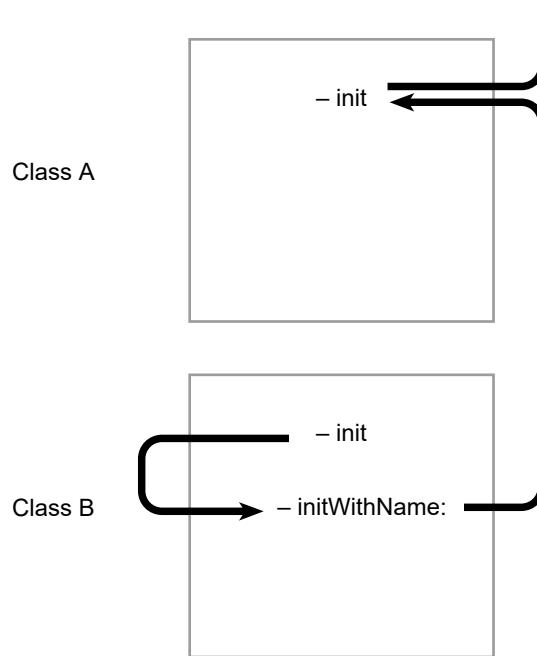 – init
Class A
– init
Class B
– initWithName: